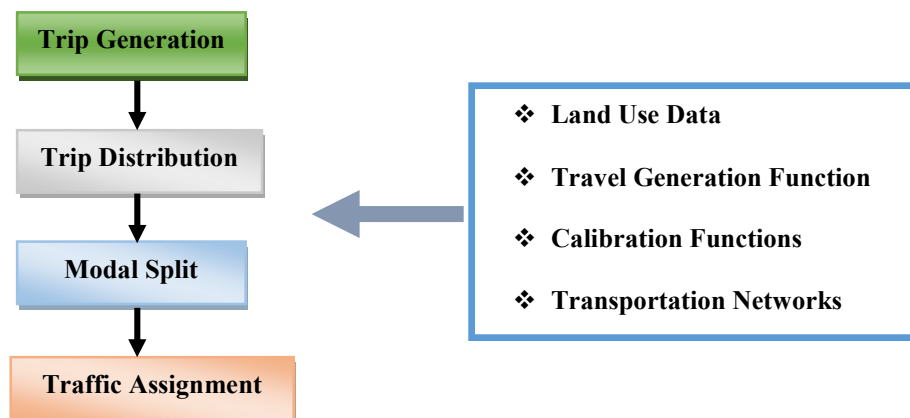 Trip Generation
Trip Distribution
Modal Split
Traffic Assignment
❖ Land Use Data
❖ Travel Generation Function
❖ Calibration Functions
❖ Transportation Networks